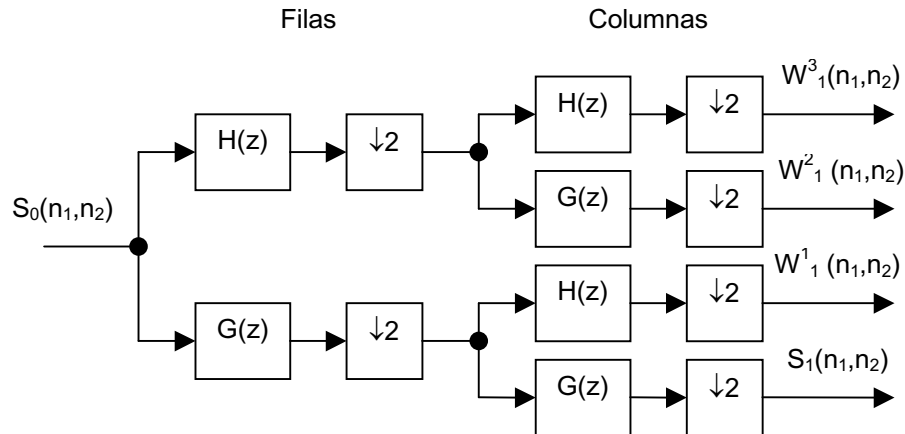 Filas Columnas
W³₁(n₁,n₂)
H(z) ↓2 H(z) ↓2
S₀(n₁,n₂) G(z) ↓2 W²₁ (n₁,n₂)
H(z) ↓2 W¹₁ (n₁,n₂)
G(z) ↓2
G(z) ↓2 S₁(n₁,n₂)